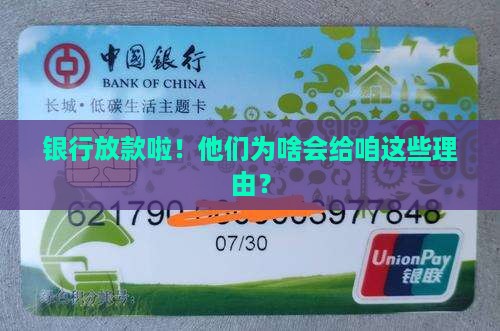 中国银行
BANK OF CHINA
长城·低碳生活主题卡
银行放款啦！他们为啥会给咱这些理
由？
621790 977848
07/30
UnionPay
银联